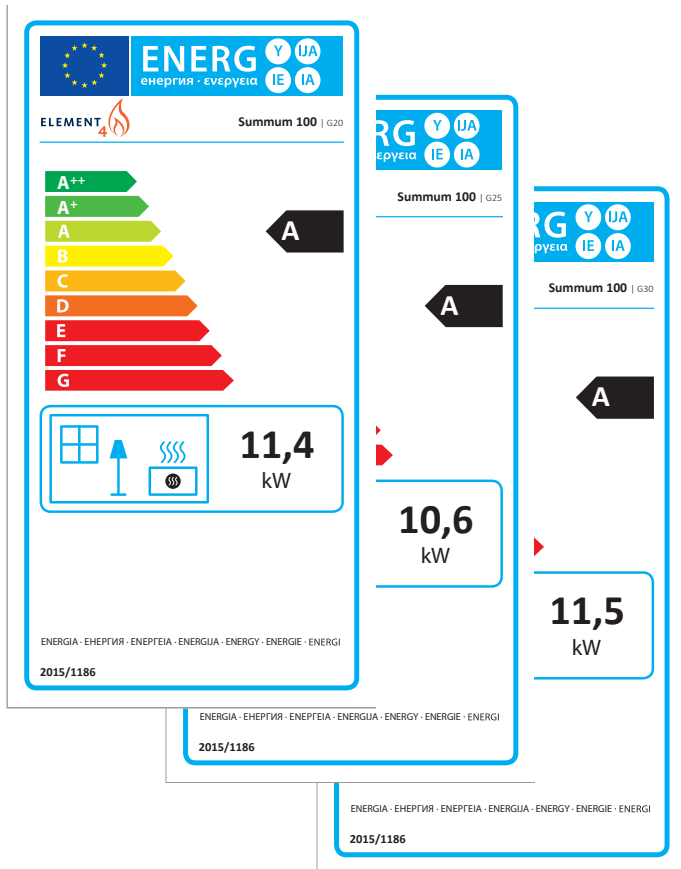 ENERG Y IJA
енергия · ενεργεια IE IA
ELEMENT4 Summum 100 | G20
A++
A+
A
B
C
D
E
F
G
A
11,4
kW
ENERGIA · ЕНЕРГИЯ · ΕΝΕΡΓΕΙΑ · ENERGIJA · ENERGY · ENERGIE · ENERGI
2015/1186
RG Y IJA
εργεια IE IA
Summum 100 | G25
A
10,6
kW
ENERGIA · ЕНЕРГИЯ · ΕΝΕΡΓΕΙΑ · ENERGIJA · ENERGY · ENERGIE · ENERGI
2015/1186
RG Y IJA
ργεια IE IA
Summum 100 | G30
A
11,5
kW
ENERGIA · ЕНЕРГИЯ · ΕΝΕΡΓΕΙΑ · ENERGIJA · ENERGY · ENERGIE · ENERGI
2015/1186